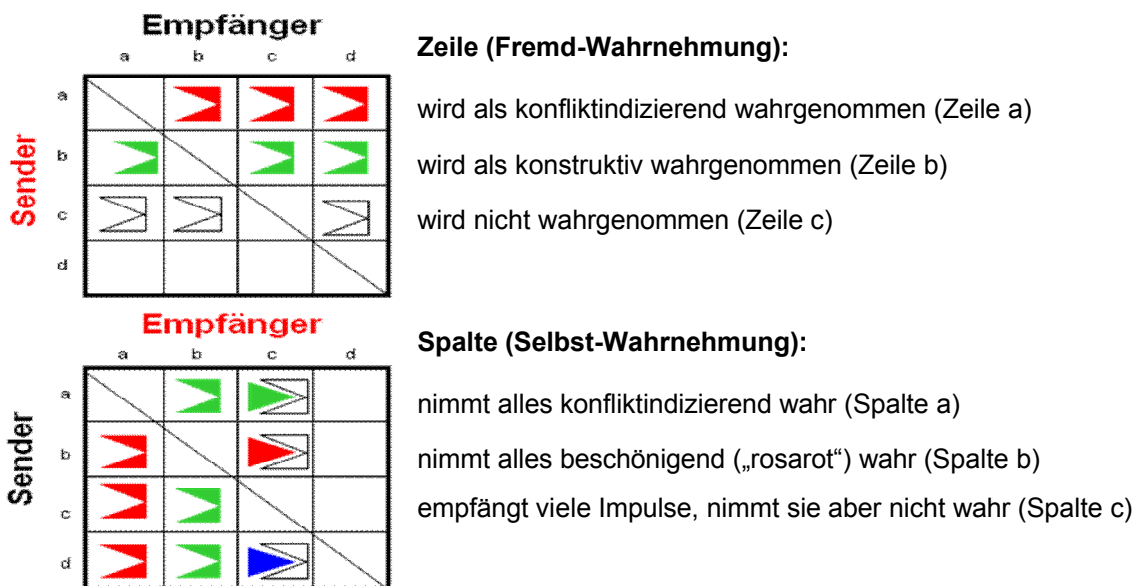 Empfänger
a b c d
Sender
a
b
c
d
Zeile (Fremd-Wahrnehmung):
wird als konfliktindizierend wahrgenommen (Zeile a)
wird als konstruktiv wahrgenommen (Zeile b)
wird nicht wahrgenommen (Zeile c)
Empfänger
a b c d
Sender
a
b
c
d
Spalte (Selbst-Wahrnehmung):
nimmt alles konfliktindizierend wahr (Spalte a)
nimmt alles beschönigend („rosarot“) wahr (Spalte b)
empfängt viele Impulse, nimmt sie aber nicht wahr (Spalte c)